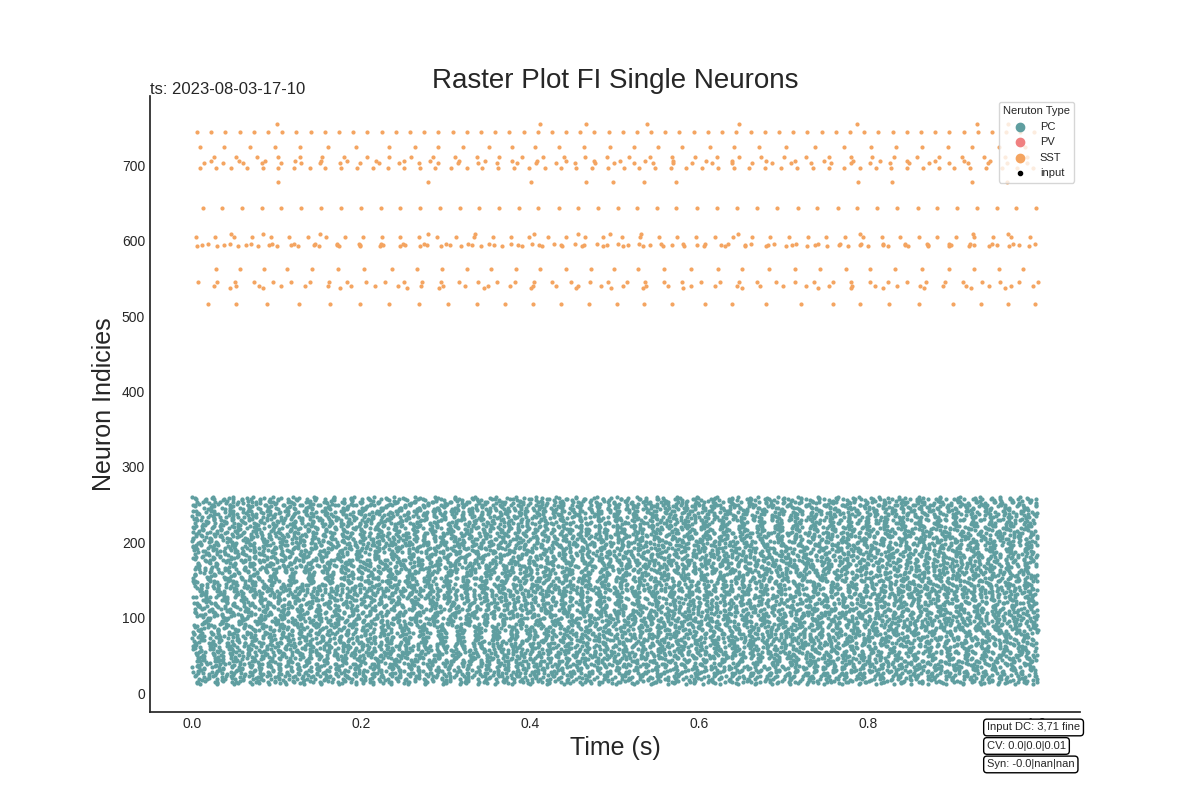 Raster Plot FI Single Neurons
ts: 2023-08-03-17-10
Neruton Type
PC
PV
SST
input
Neuron Indicies
700
600
500
400
300
200
100
0
0.0
0.2
0.4
0.6
0.8
Time (s)
Input DC: 3,71 fine
CV: 0.0|0.0|0.01
Syn: -0.0|nan|nan